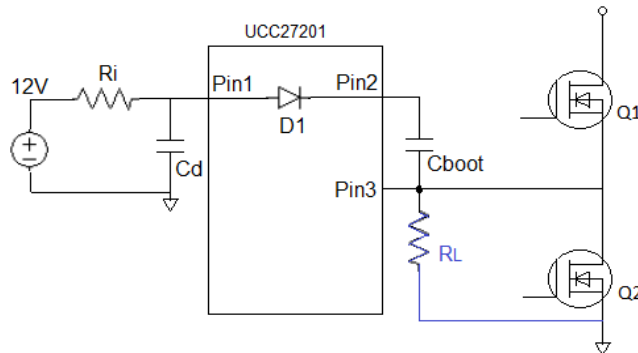 UCC27201
12V
Ri
Pin1
Pin2
D1
Q1
Cd
Cboot
Pin3
RL
Q2